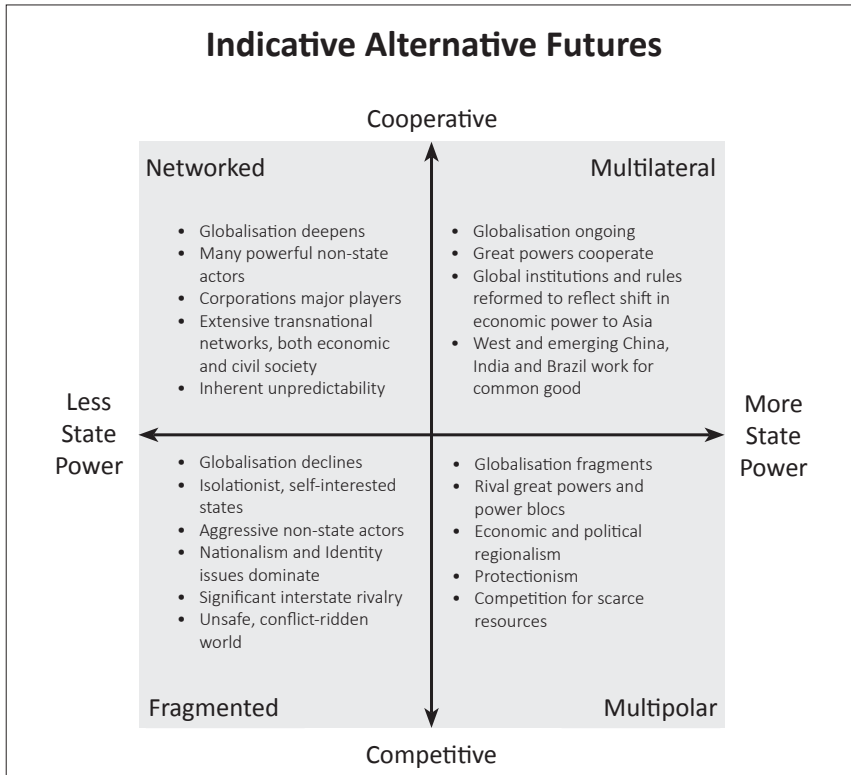 Indicative Alternative Futures
Cooperative
Networked
• Globalisation deepens
• Many powerful non-state
actors
• Corporations major players
• Extensive transnational
networks, both economic
and civil society
• Inherent unpredictability
Multilateral
• Globalisation ongoing
• Great powers cooperate
• Global institutions and rules
reformed to reflect shift in
economic power to Asia
• West and emerging China,
India and Brazil work for
common good
Less
State
Power
More
State
Power
• Globalisation declines
• Isolationist, self-interested
states
• Aggressive non-state actors
• Nationalism and Identity
issues dominate
• Significant interstate rivalry
• Unsafe, conflict-ridden
world
Fragmented
• Globalisation fragments
• Rival great powers and
power blocs
• Economic and political
regionalism
• Protectionism
• Competition for scarce
resources
Multipolar
Competitive